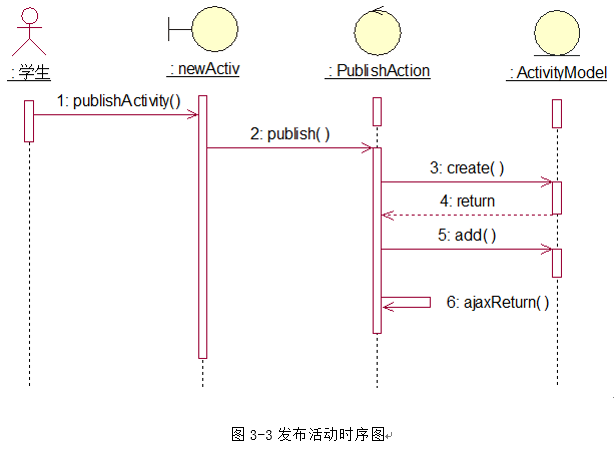 : 学生
: newActiv
: PublishAction
: ActivityModel
1: publishActivity()
2: publish( )
3: create( )
4: return
5: add( )
6: ajaxReturn( )
图 3-3 发布活动时序图